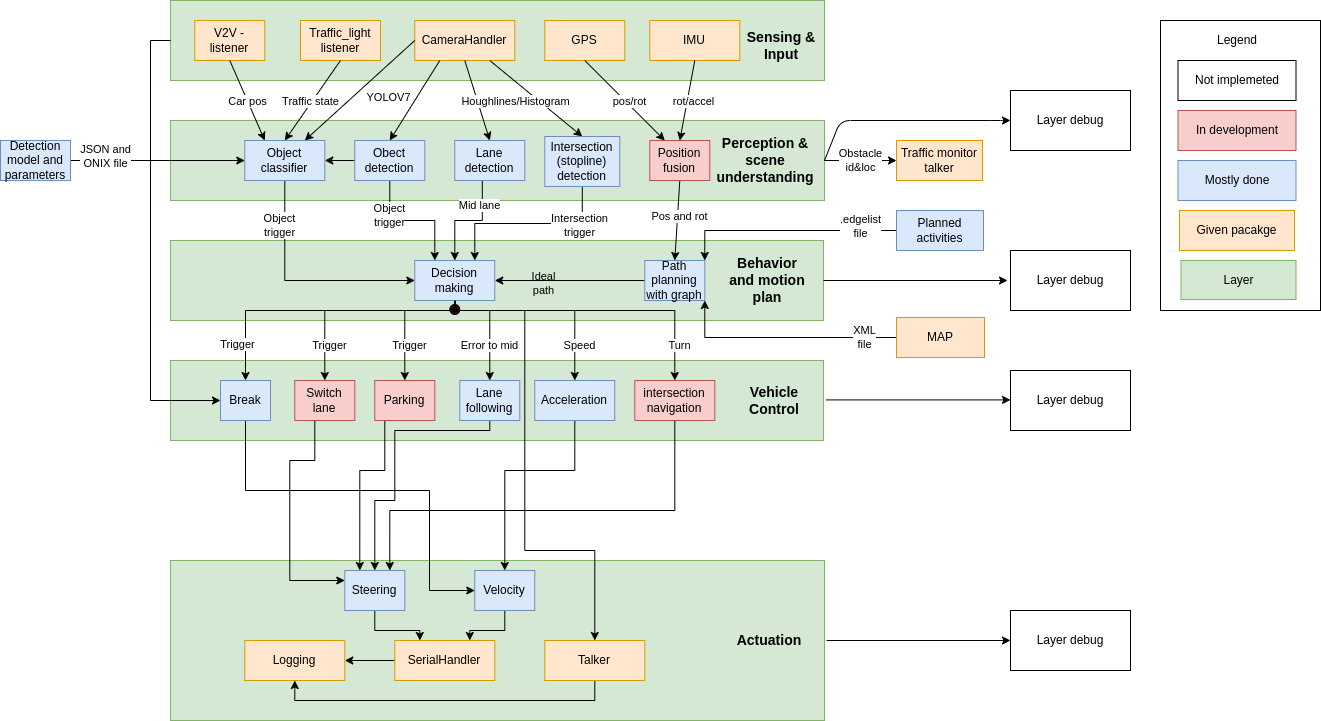 V2V -
listener
Traffic_light
listener
CameraHandler
GPS
IMU
Sensing &
Input
Legend
Not implemeted
In development
Mostly done
Given pacakge
Layer
Car pos
Traffic state
YOLOV7
Houghlines/Histogram
pos/rot
rot/accel
Layer debug
Detection
model and
parameters
JSON and
ONIX file
Object
classifier
Obect
detection
Lane
detection
Intersection
(stopline)
detection
Position
fusion
Perception &
scene
understanding
Obstacle
id&loc
Traffic monitor
talker
Object
trigger
Object
trigger
Mid lane
Intersection
trigger
Pos and rot
.edgelist
file
Planned
activities
Decision
making
Ideal
path
Path
planning
with graph
Behavior
and motion
plan
Layer debug
XML
file
MAP
Trigger
Trigger
Trigger
Error to mid
Speed
Turn
Break
Switch
lane
Parking
Lane
following
Acceleration
intersection
navigation
Vehicle
Control
Layer debug
Steering
Velocity
Actuation
Layer debug
Logging
SerialHandler
Talker